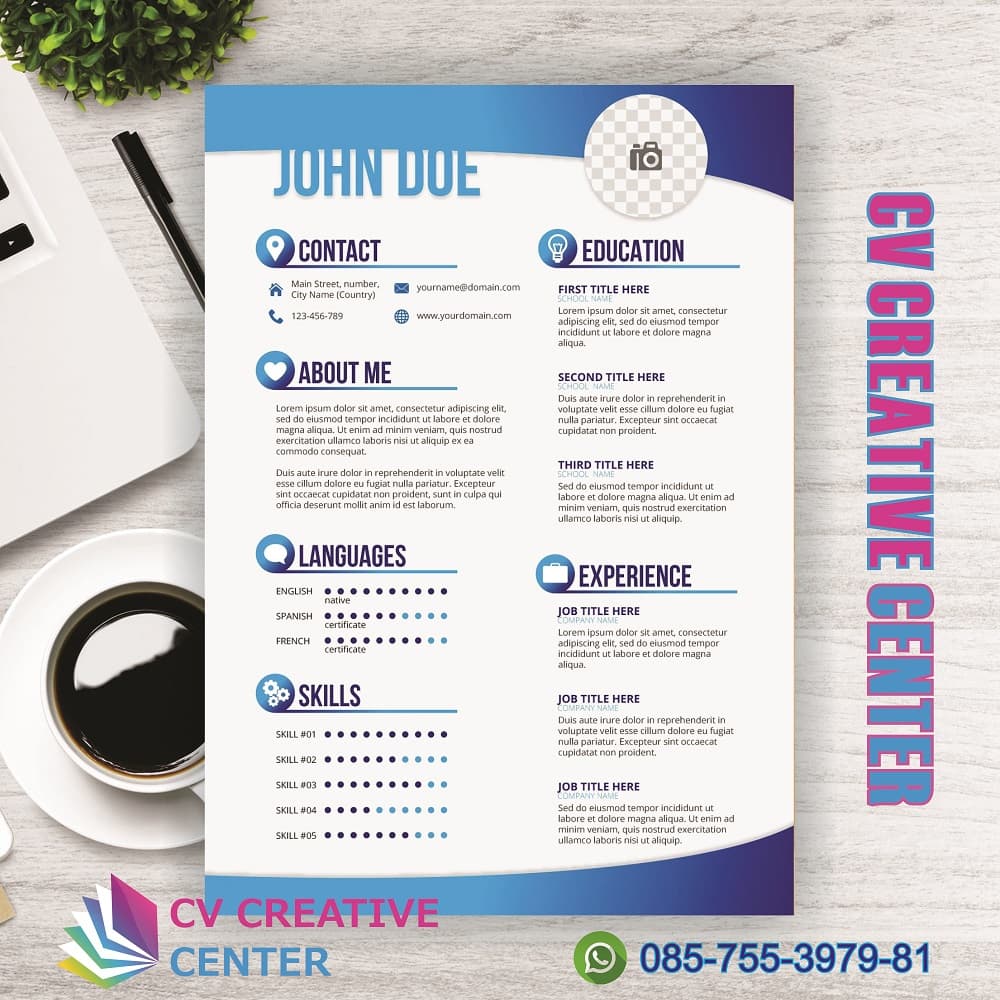 JOHN DOE
CONTACT
Main Street, number,
City Name (Country)
yourname@domain.com
123-456-789
www.yourdomain.com
ABOUT ME
Lorem ipsum dolor sit amet, consectetur adipiscing elit,
sed do eiusmod tempor incididunt ut labore et dolore
magna aliqua. Ut enim ad minim veniam, quis nostrud
exercitation ullamco laboris nisi ut aliquip ex ea
commodo consequat.
Duis aute irure dolor in reprehenderit in voluptate velit
esse cillum dolore eu fugiat nulla pariatur. Excepteur
sint occaecat cupidatat non proident, sunt in culpa qui
officia deserunt mollit anim id est laborum.
LANGUAGES
ENGLISH
native
SPANISH
certificate
FRENCH
certificate
SKILLS
SKILL #01
SKILL #02
SKILL #03
SKILL #04
SKILL #05
EDUCATION
FIRST TITLE HERE
SCHOOL NAME
Lorem ipsum dolor sit amet, consectetur
adipiscing elit, sed do eiusmod tempor
incididunt ut labore et dolore magna
aliqua.
SECOND TITLE HERE
SCHOOL NAME
Duis aute irure dolor in reprehenderit in
voluptate velit esse cillum dolore eu fugiat
nulla pariatur. Excepteur sint occaecat
cupidatat non proident.
THIRD TITLE HERE
SCHOOL NAME
Sed do eiusmod tempor incididunt ut
labore et dolore magna aliqua. Ut enim ad
minim veniam, quis nostrud exercitation
ullamco laboris nisi ut aliquip.
EXPERIENCE
JOB TITLE HERE
COMPANY NAME
Lorem ipsum dolor sit amet, consectetur
adipiscing elit, sed do eiusmod tempor
incididunt ut labore et dolore magna
aliqua.
JOB TITLE HERE
COMPANY NAME
Duis aute irure dolor in reprehenderit in
voluptate velit esse cillum dolore eu fugiat
nulla pariatur. Excepteur sint occaecat
cupidatat non proident.
JOB TITLE HERE
COMPANY NAME
Sed do eiusmod tempor incididunt ut
labore et dolore magna aliqua. Ut enim ad
minim veniam, quis nostrud exercitation
ullamco laboris nisi ut aliquip.
CV CREATIVE CENTER
CV CREATIVE
CENTER
085-755-3979-81